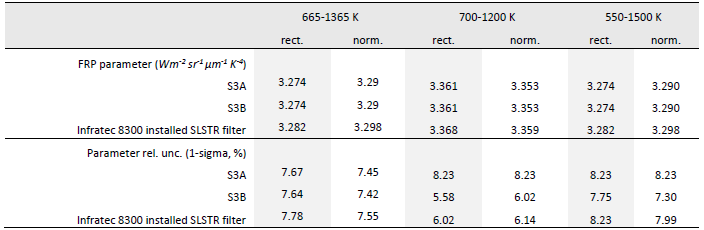 665-1365 K 700-1200 K 550-1500 K
rect. norm. rect. norm. rect. norm.
FRP parameter (Wm⁻² sr⁻¹ µm⁻¹ K⁻⁴)
S3A 3.274 3.29 3.361 3.353 3.274 3.290
S3B 3.274 3.29 3.361 3.353 3.274 3.290
Infratec 8300 installed SLSTR filter 3.282 3.298 3.368 3.359 3.282 3.298
Parameter rel. unc. (1-sigma, %)
S3A 7.67 7.45 8.23 8.23 8.23 8.23
S3B 7.64 7.42 5.58 6.02 7.75 7.30
Infratec 8300 installed SLSTR filter 7.78 7.55 6.02 6.14 8.23 7.99